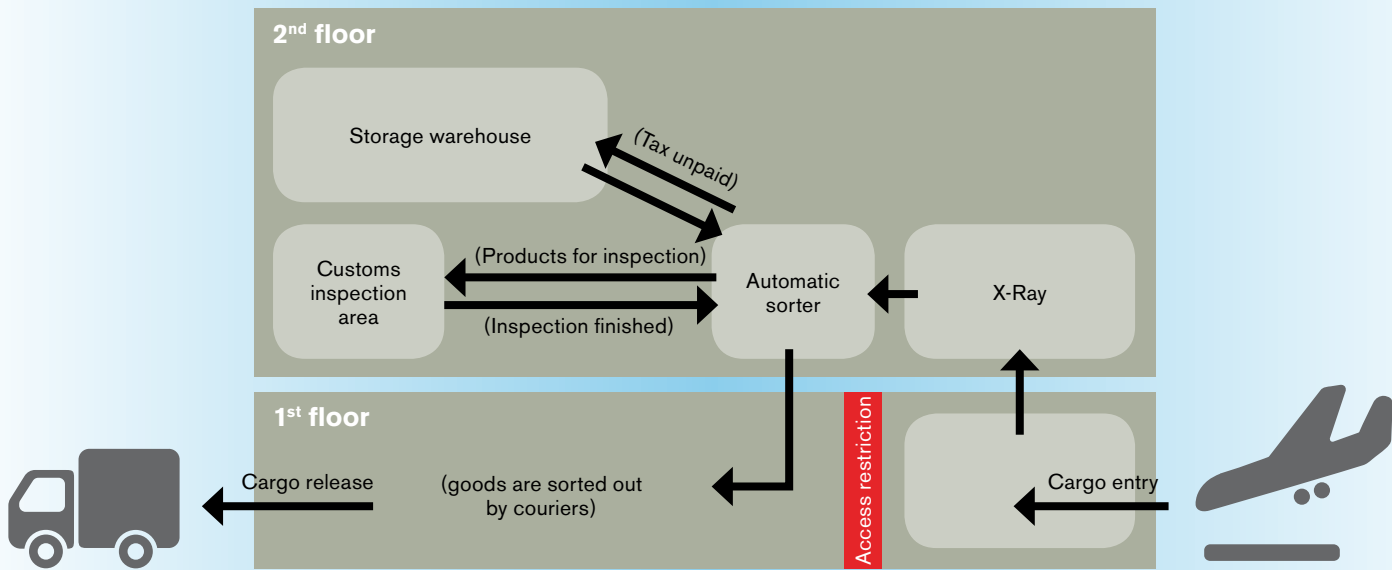 2nd floor
Storage warehouse
(Tax unpaid)
(Products for inspection)
Customs
inspection
area
(Inspection finished)
Automatic
sorter
X-Ray
1st floor
Cargo release
(goods are sorted out
by couriers)
Access restriction
Cargo entry